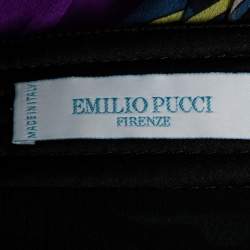 MADE IN ITALY
EMILIO PUCCI
FIRENZE